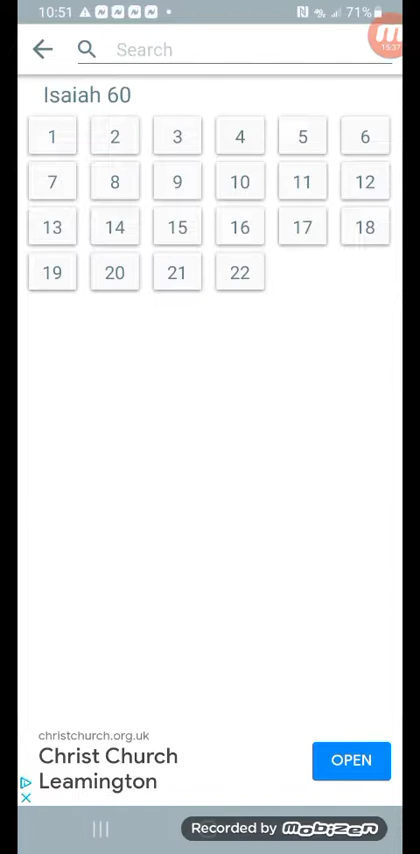 10:51 71%
15:37
Search
Isaiah 60
1 2 3 4 5 6
7 8 9 10 11 12
13 14 15 16 17 18
19 20 21 22
christchurch.org.uk
Christ Church
Leamington
OPEN
Recorded by mobizen